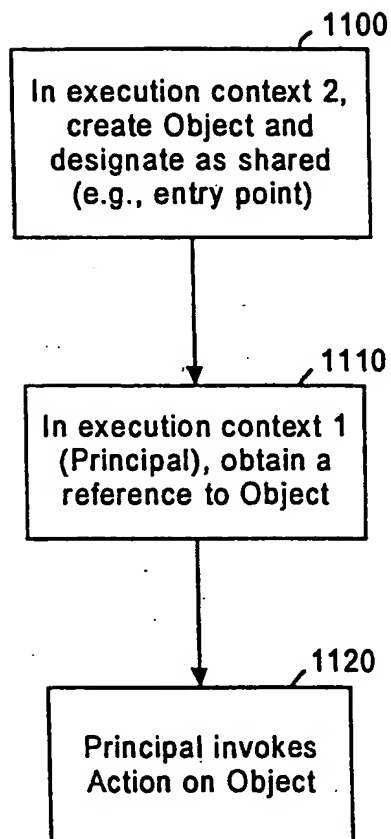 1100
In execution context 2,
create Object and
designate as shared
(e.g., entry point)
1110
In execution context 1
(Principal), obtain a
reference to Object
1120
Principal invokes
Action on Object